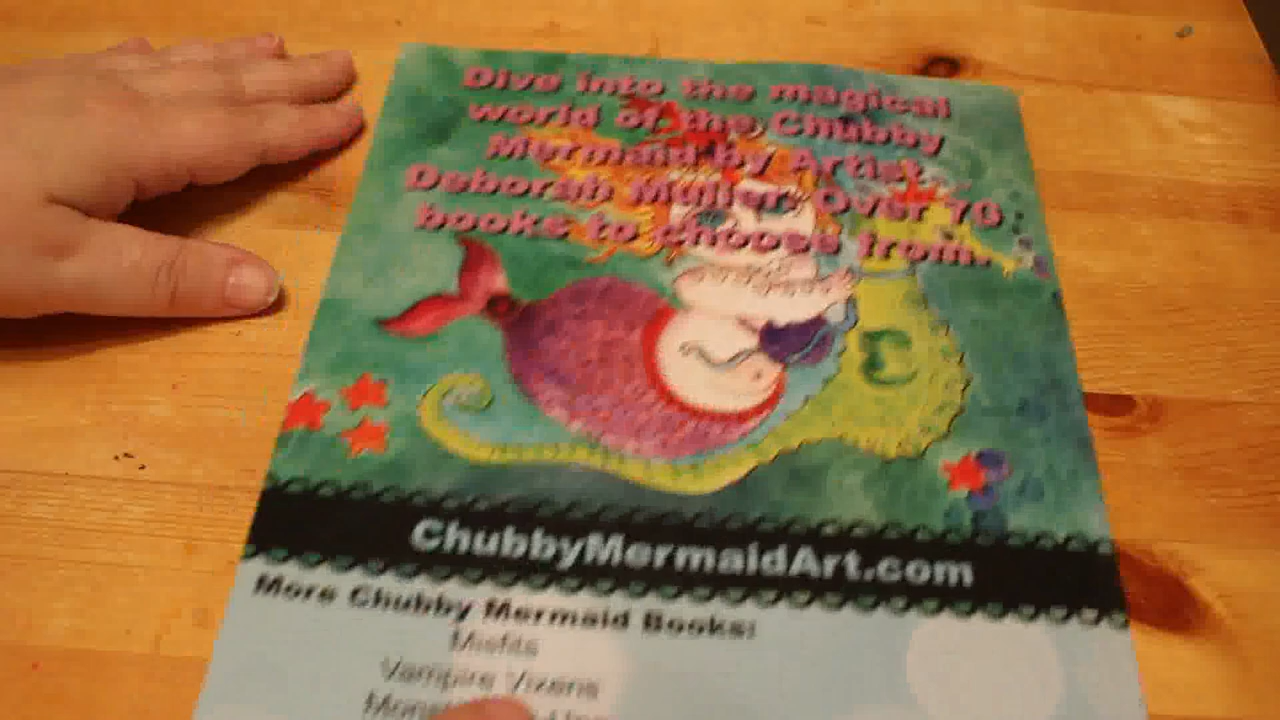 Dive into the magical
world of the Chubby
Mermaid by Artist
Deborah Muller. Over 70
books to choose from.
ChubbyMermaidArt.com
More Chubby Mermaid Books:
Misfits
Vampire Vixens